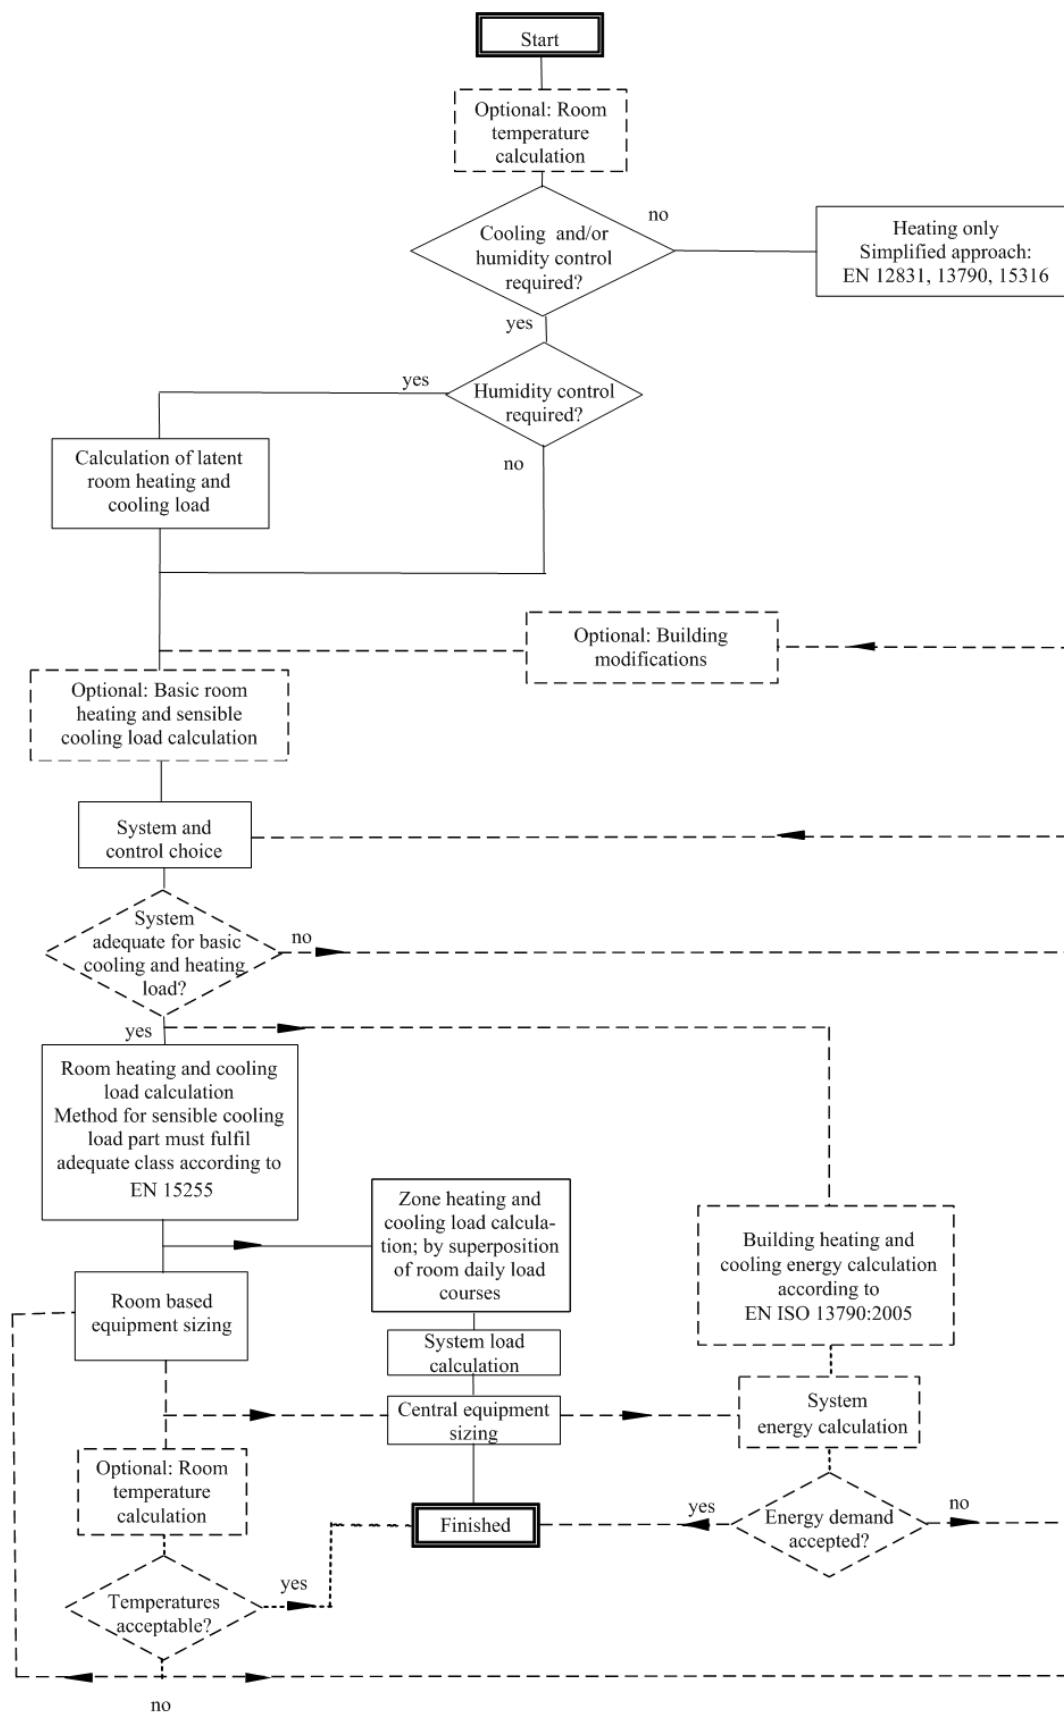 Start
Optional: Room
temperature
calculation
no
Cooling and/or
humidity control
required?
Heating only
Simplified approach:
EN 12831, 13790, 15316
yes
yes
Humidity control
required?
no
Calculation of latent
room heating and
cooling load
Optional: Building
modifications
Optional: Basic room
heating and sensible
cooling load calculation
System and
control choice
System
adequate for basic
cooling and heating
load?
no
yes
Room heating and cooling
load calculation
Method for sensible cooling
load part must fulfil
adequate class according to
EN 15255
Zone heating and
cooling load calcula-
tion; by superposition
of room daily load
courses
Building heating and
cooling energy calculation
according to
EN ISO 13790:2005
Room based
equipment sizing
System load
calculation
Central equipment
sizing
System
energy calculation
Optional: Room
temperature
calculation
Finished
yes
Energy demand
accepted?
no
Temperatures
acceptable?
yes
no